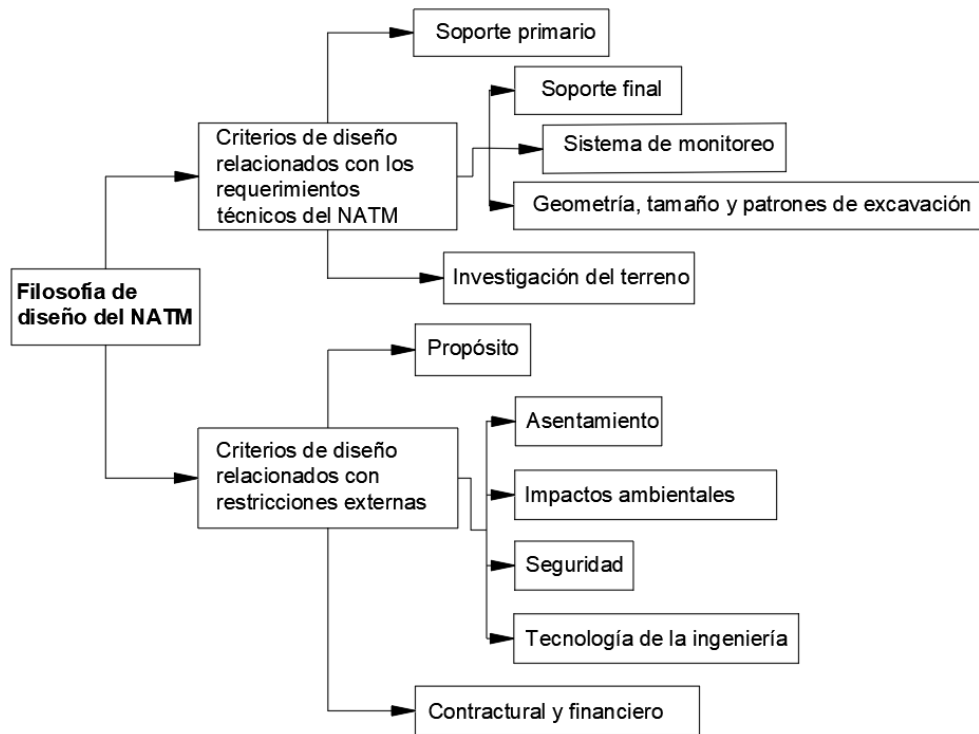 Soporte primario
Soporte final
Criterios de diseño
relacionados con los
requerimientos
técnicos del NATM
Sistema de monitoreo
Geometría, tamaño y patrones de excavación
Investigación del terreno
Filosofía de
diseño del NATM
Propósito
Asentamiento
Criterios de diseño
relacionados con
restricciones externas
Impactos ambientales
Seguridad
Tecnología de la ingeniería
Contractural y financiero